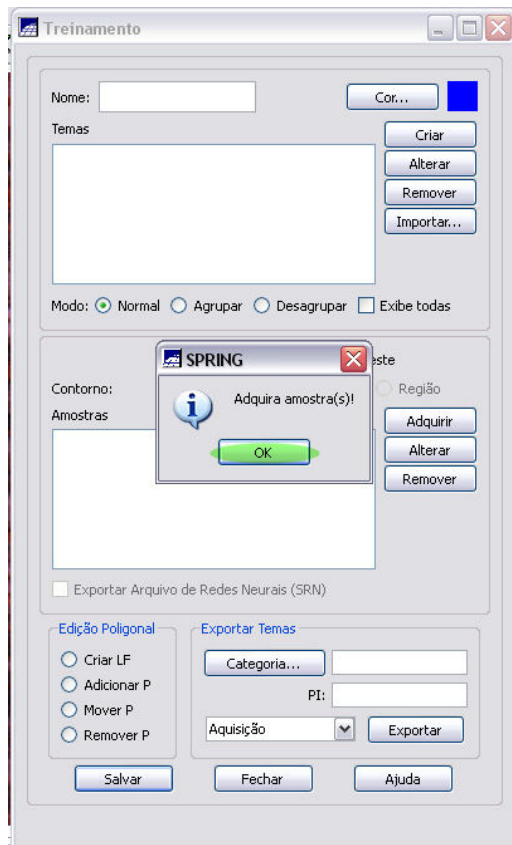 Treinamento
Nome:
Cor...
Temas
Criar
Alterar
Remover
Importar...
Modo: Normal Agrupar Desagrupar Exibe todas
SPRING
Adquira amostra(s)!
OK
Contorno:
Região
Amostras
Adquirir
Alterar
Remover
Exportar Arquivo de Redes Neurais (SRN)
Edição Poligonal
Criar LF
Adicionar P
Mover P
Remover P
Exportar Temas
Categoria...
PI:
Aquisição
Exportar
Salvar
Fechar
Ajuda